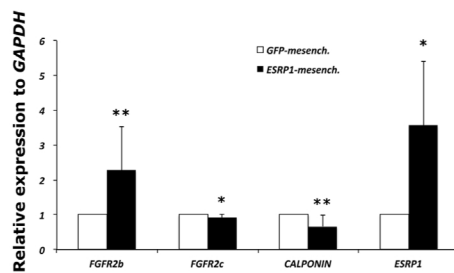 Relative expression to GAPDH
6
5
4
3
2
1
0
GFP-mesench.
ESRP1-mesench.
**
*
**
*
FGFR2b FGFR2c CALPONIN ESRP1